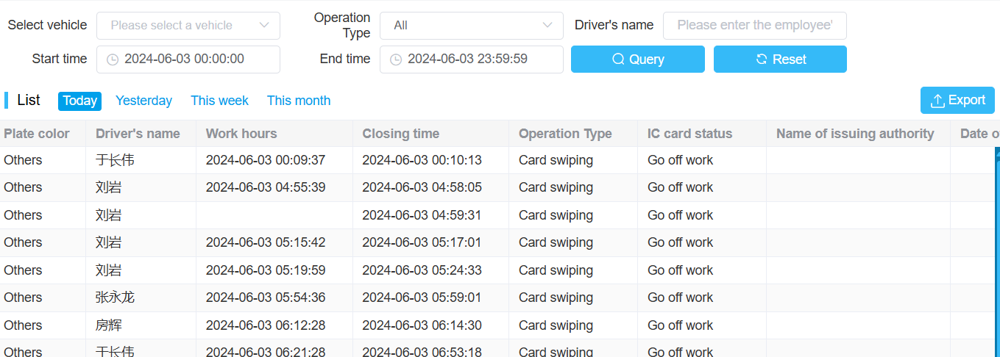 Select vehicle Please select a vehicle Operation Type All Driver's name Please enter the employee'
Start time 2024-06-03 00:00:00 End time 2024-06-03 23:59:59 Query Reset
List Today Yesterday This week This month Export
Plate color Driver's name Work hours Closing time Operation Type IC card status Name of issuing authority Date o
Others 于长伟 2024-06-03 00:09:37 2024-06-03 00:10:13 Card swiping Go off work
Others 刘岩 2024-06-03 04:55:39 2024-06-03 04:58:05 Card swiping Go off work
Others 刘岩 2024-06-03 04:59:31 Card swiping Go off work
Others 刘岩 2024-06-03 05:15:42 2024-06-03 05:17:01 Card swiping Go off work
Others 刘岩 2024-06-03 05:19:59 2024-06-03 05:24:33 Card swiping Go off work
Others 张永龙 2024-06-03 05:54:36 2024-06-03 05:59:01 Card swiping Go off work
Others 房辉 2024-06-03 06:12:28 2024-06-03 06:14:30 Card swiping Go off work
Others 于长伟 2024-06-03 06:21:28 2024-06-03 06:53:18 Card swiping Go off work